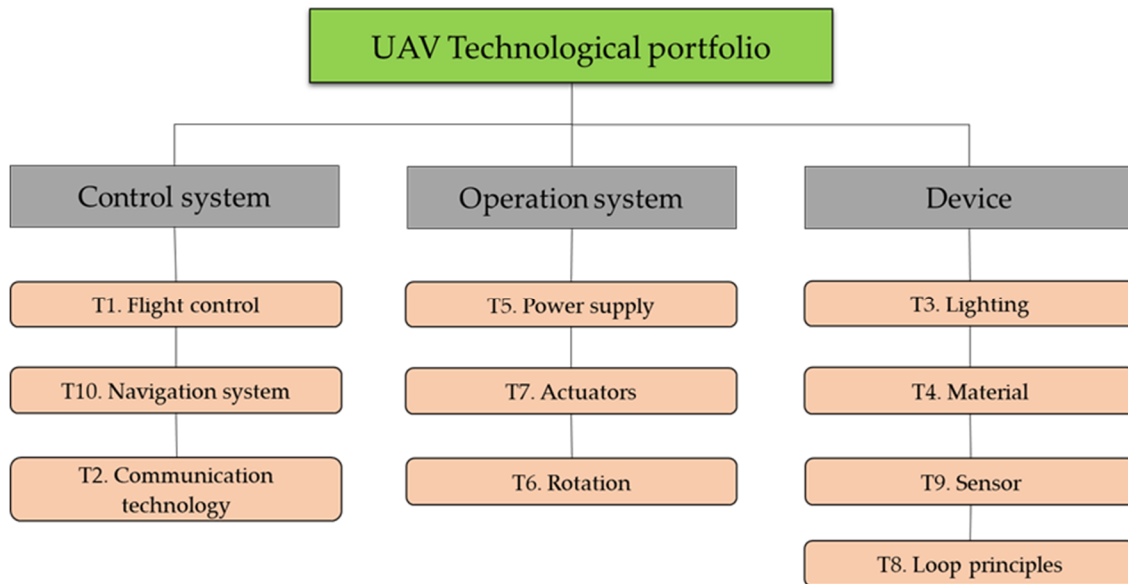 UAV Technological portfolio
Control system
Operation system
Device
T1. Flight control
T5. Power supply
T3. Lighting
T10. Navigation system
T7. Actuators
T4. Material
T2. Communication
technology
T6. Rotation
T9. Sensor
T8. Loop principles